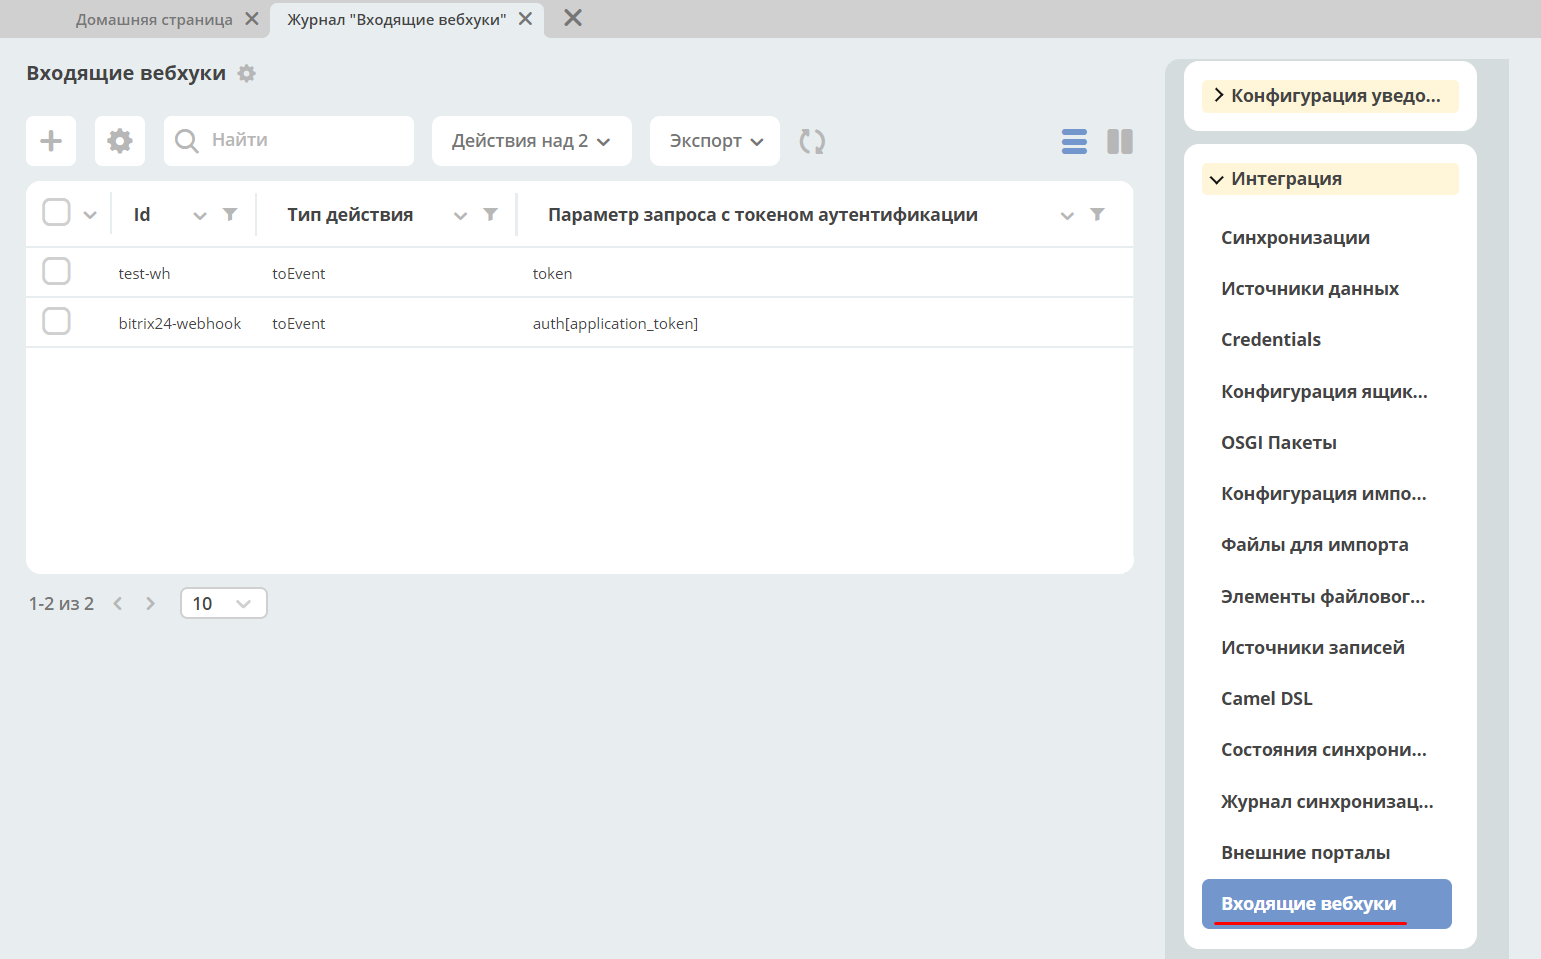 Домашняя страница
Журнал "Входящие вебхуки"
Входящие вебхуки
Найти
Действия над 2
Экспорт
Id
Тип действия
Параметр запроса с токеном аутентификации
test-wh
toEvent
token
bitrix24-webhook
toEvent
auth[application_token]
1-2 из 2
10
Конфигурация уведо...
Интеграция
Синхронизации
Источники данных
Credentials
Конфигурация ящик...
OSGI Пакеты
Конфигурация импо...
Файлы для импорта
Элементы файловог...
Источники записей
Camel DSL
Состояния синхрони...
Журнал синхронизац...
Внешние порталы
Входящие вебхуки